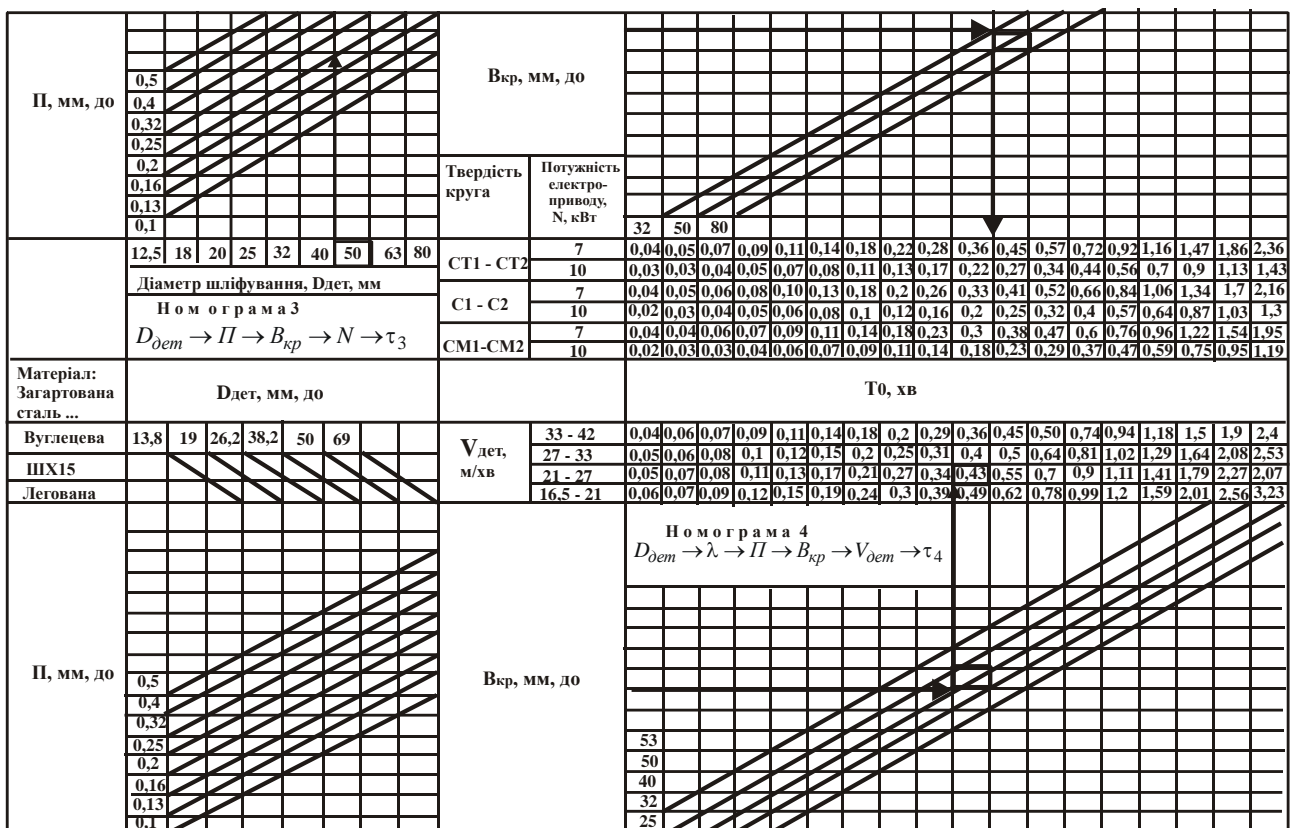 П, мм, до
0,5
0,4
0,32
0,25
0,2
0,16
0,13
0,1
Вкр, мм, до
Твердість круга
Потужність електро-приводу, N, кВт
32 50 80
12,5 18 20 25 32 40 50 63 80
Діаметр шліфування, Dдет, мм
Н о м о г р а м а 3
Dдет → П → Вкр → N → τ3
СТ1 - СТ2
7 0,04 0,05 0,07 0,09 0,11 0,14 0,18 0,22 0,28 0,36 0,45 0,57 0,72 0,92 1,16 1,47 1,86 2,36
10 0,03 0,03 0,04 0,05 0,07 0,08 0,11 0,13 0,17 0,22 0,27 0,34 0,44 0,56 0,7 0,9 1,13 1,43
С1 - С2
7 0,04 0,05 0,06 0,08 0,10 0,13 0,18 0,2 0,26 0,33 0,41 0,52 0,66 0,84 1,06 1,34 1,7 2,16
10 0,02 0,03 0,04 0,05 0,06 0,08 0,1 0,12 0,16 0,2 0,25 0,32 0,4 0,57 0,64 0,87 1,03 1,3
СМ1-СМ2
7 0,04 0,04 0,06 0,07 0,09 0,11 0,14 0,18 0,23 0,3 0,38 0,47 0,6 0,76 0,96 1,22 1,54 1,95
10 0,02 0,03 0,03 0,04 0,06 0,07 0,09 0,11 0,14 0,18 0,23 0,29 0,37 0,47 0,59 0,75 0,95 1,19
Матеріал:
Загартована
сталь ...
Dдет, мм, до
Т0, хв
Вуглецева 13,8 19 26,2 38,2 50 69
ШХ15
Легована
Vдет, м/хв
33 - 42 0,04 0,06 0,07 0,09 0,11 0,14 0,18 0,2 0,29 0,36 0,45 0,50 0,74 0,94 1,18 1,5 1,9 2,4
27 - 33 0,05 0,06 0,08 0,1 0,12 0,15 0,2 0,25 0,31 0,4 0,5 0,64 0,81 1,02 1,29 1,64 2,08 2,53
21 - 27 0,05 0,07 0,08 0,11 0,13 0,17 0,21 0,27 0,34 0,43 0,55 0,7 0,9 1,11 1,41 1,79 2,27 2,07
16,5 - 21 0,06 0,07 0,09 0,12 0,15 0,19 0,24 0,3 0,39 0,49 0,62 0,78 0,99 1,2 1,59 2,01 2,56 3,23
Н о м о г р а м а 4
Dдет → λ → П → Вкр → Vдет → τ4
П, мм, до
0,5
0,4
0,32
0,25
0,2
0,16
0,13
0,1
Вкр, мм, до
53
50
40
32
25